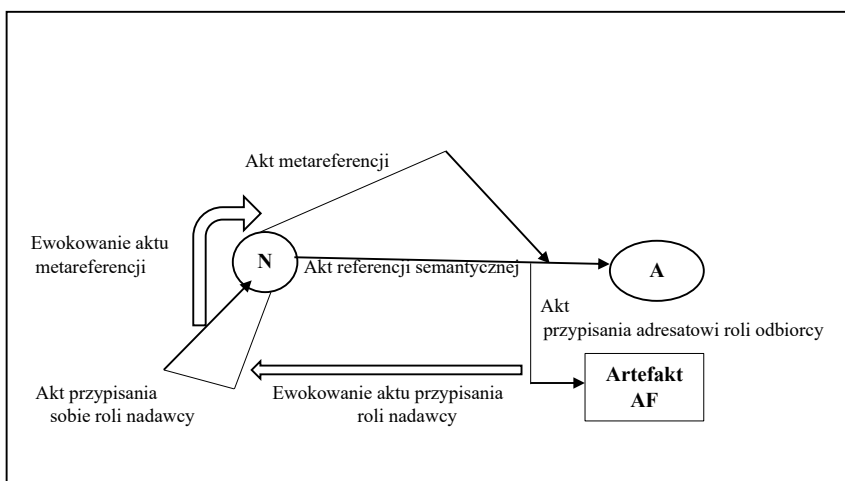 Akt metareferencji
Ewokowanie aktu
metareferencji
N
Akt referencji semantycznej
A
Akt
przypisania adresatowi roli odbiorcy
Artefakt
AF
Akt przypisania
sobie roli nadawcy
Ewokowanie aktu przypisania
roli nadawcy